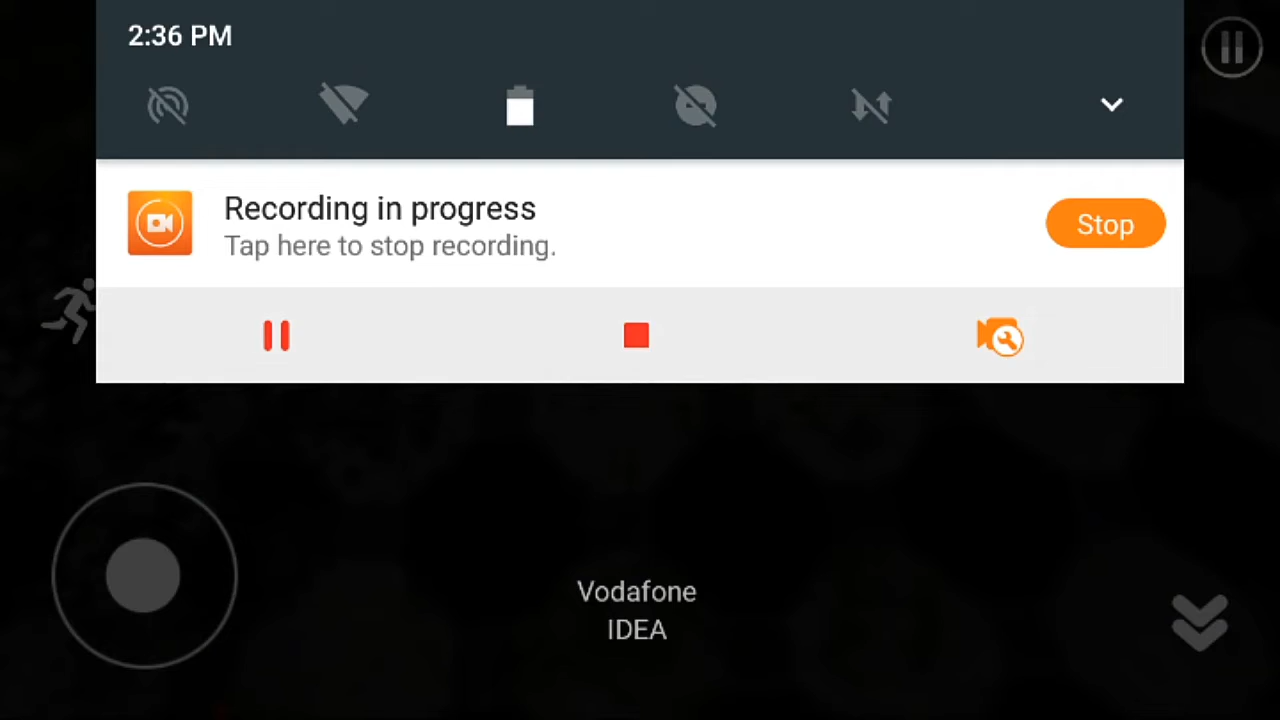 2:36 PM
Recording in progress
Tap here to stop recording.
Stop
Vodafone
IDEA